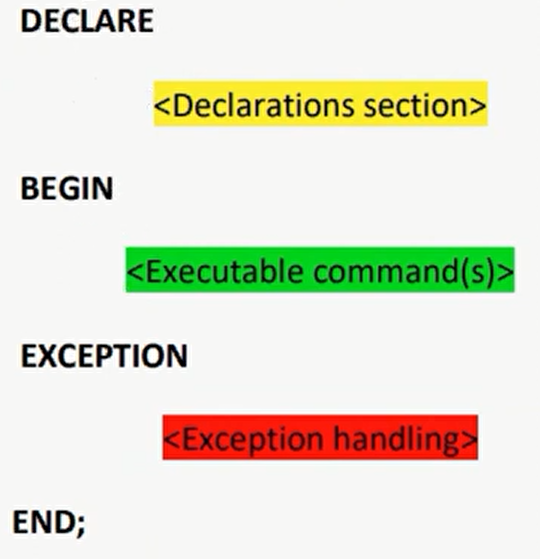 DECLARE
<Declarations section>
BEGIN
<Executable command(s)>
EXCEPTION
<Exception handling>
END;